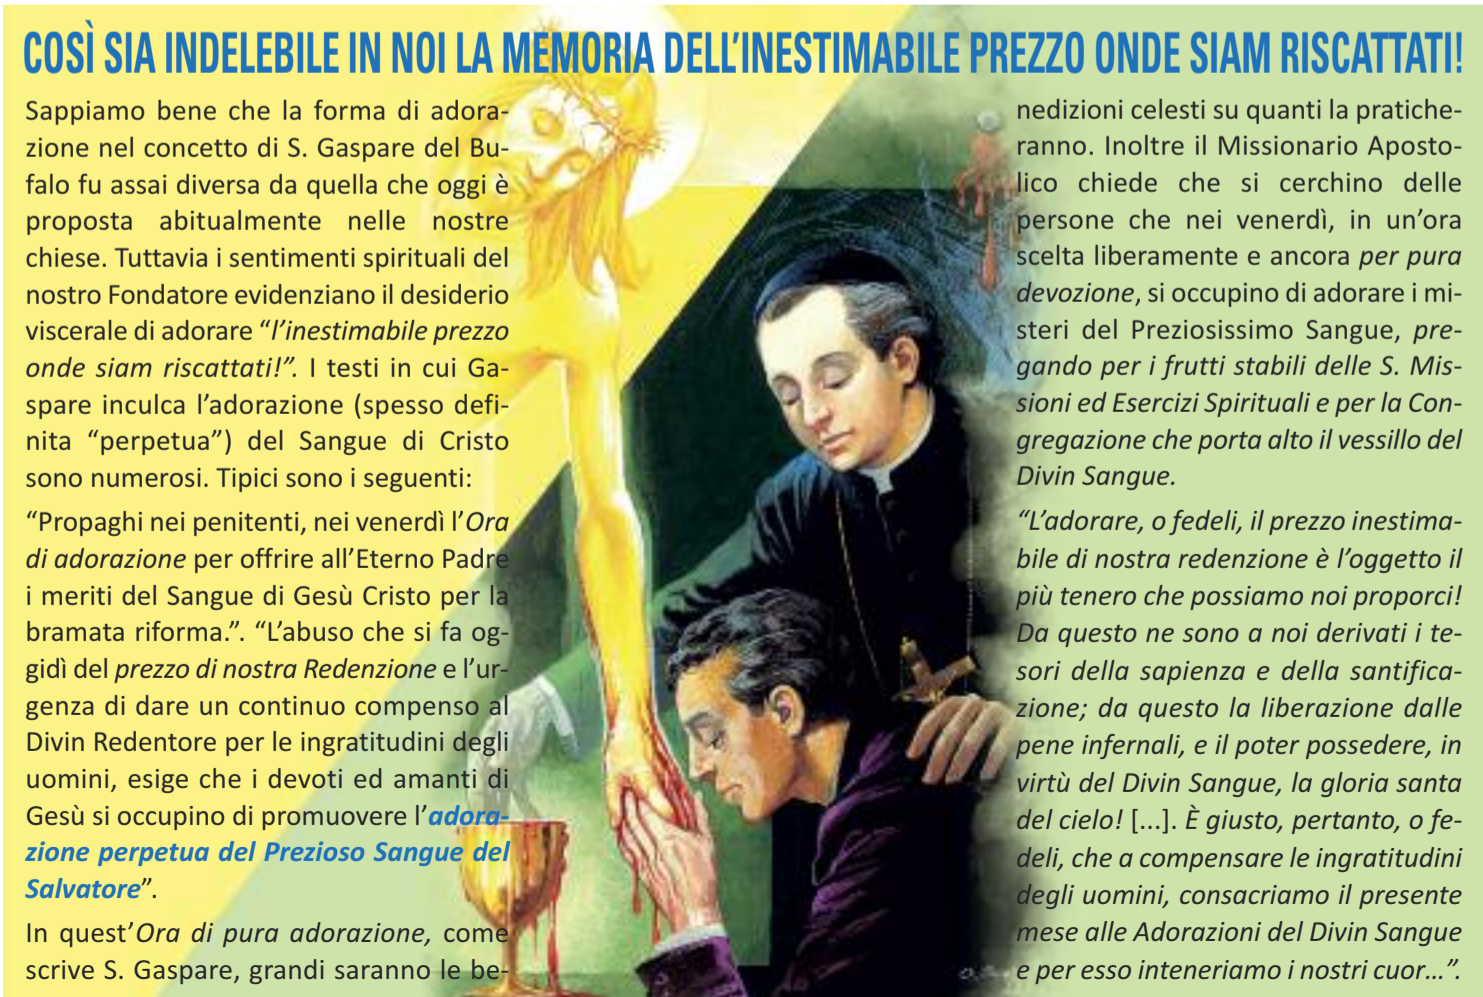 COSÌ SIA INDELEBILE IN NOI LA MEMORIA DELL'INESTIMABILE PREZZO ONDE SIAM RISCATTATI!
Sappiamo bene che la forma di adora-
zione nel concetto di S. Gaspare del Bu-
falo fu assai diversa da quella che oggi è
proposta abitualmente nelle nostre
chiese. Tuttavia i sentimenti spirituali del
nostro Fondatore evidenziano il desiderio
viscerale di adorare “l'inestimabile prezzo
onde siam riscattati!”. I testi in cui Ga-
spare inculca l'adorazione (spesso defi-
nita “perpetua”) del Sangue di Cristo
sono numerosi. Tipici sono i seguenti:
“Propaghi nei penitenti, nei venerdì l'Ora
di adorazione per offrire all'Eterno Padre
i meriti del Sangue di Gesù Cristo per la
bramata riforma.”. “L'abuso che si fa og-
gidì del prezzo di nostra Redenzione e l'ur-
genza di dare un continuo compenso al
Divin Redentore per le ingratitudini degli
uomini, esige che i devoti ed amanti di
Gesù si occupino di promuovere l'adora-
zione perpetua del Prezioso Sangue del
Salvatore”.
In quest'Ora di pura adorazione, come
scrive S. Gaspare, grandi saranno le be-
nedizioni celesti su quanti la pratiche-
ranno. Inoltre il Missionario Aposto-
lico chiede che si cerchino delle
persone che nei venerdì, in un'ora
scelta liberamente e ancora per pura
devozione, si occupino di adorare i mi-
steri del Preziosissimo Sangue, pre-
gando per i frutti stabili delle S. Mis-
sioni ed Esercizi Spirituali e per la Con-
gregazione che porta alto il vessillo del
Divin Sangue.
“L'adorare, o fedeli, il prezzo inestima-
bile di nostra redenzione è l'oggetto il
più tenero che possiamo noi proporci!
Da questo ne sono a noi derivati i te-
sori della sapienza e della santifica-
zione; da questo la liberazione dalle
pene infernali, e il poter possedere, in
virtù del Divin Sangue, la gloria santa
del cielo! [...]. È giusto, pertanto, o fe-
deli, che a compensare le ingratitudini
degli uomini, consacriamo il presente
mese alle Adorazioni del Divin Sangue
e per esso inteneriamo i nostri cuor...”.